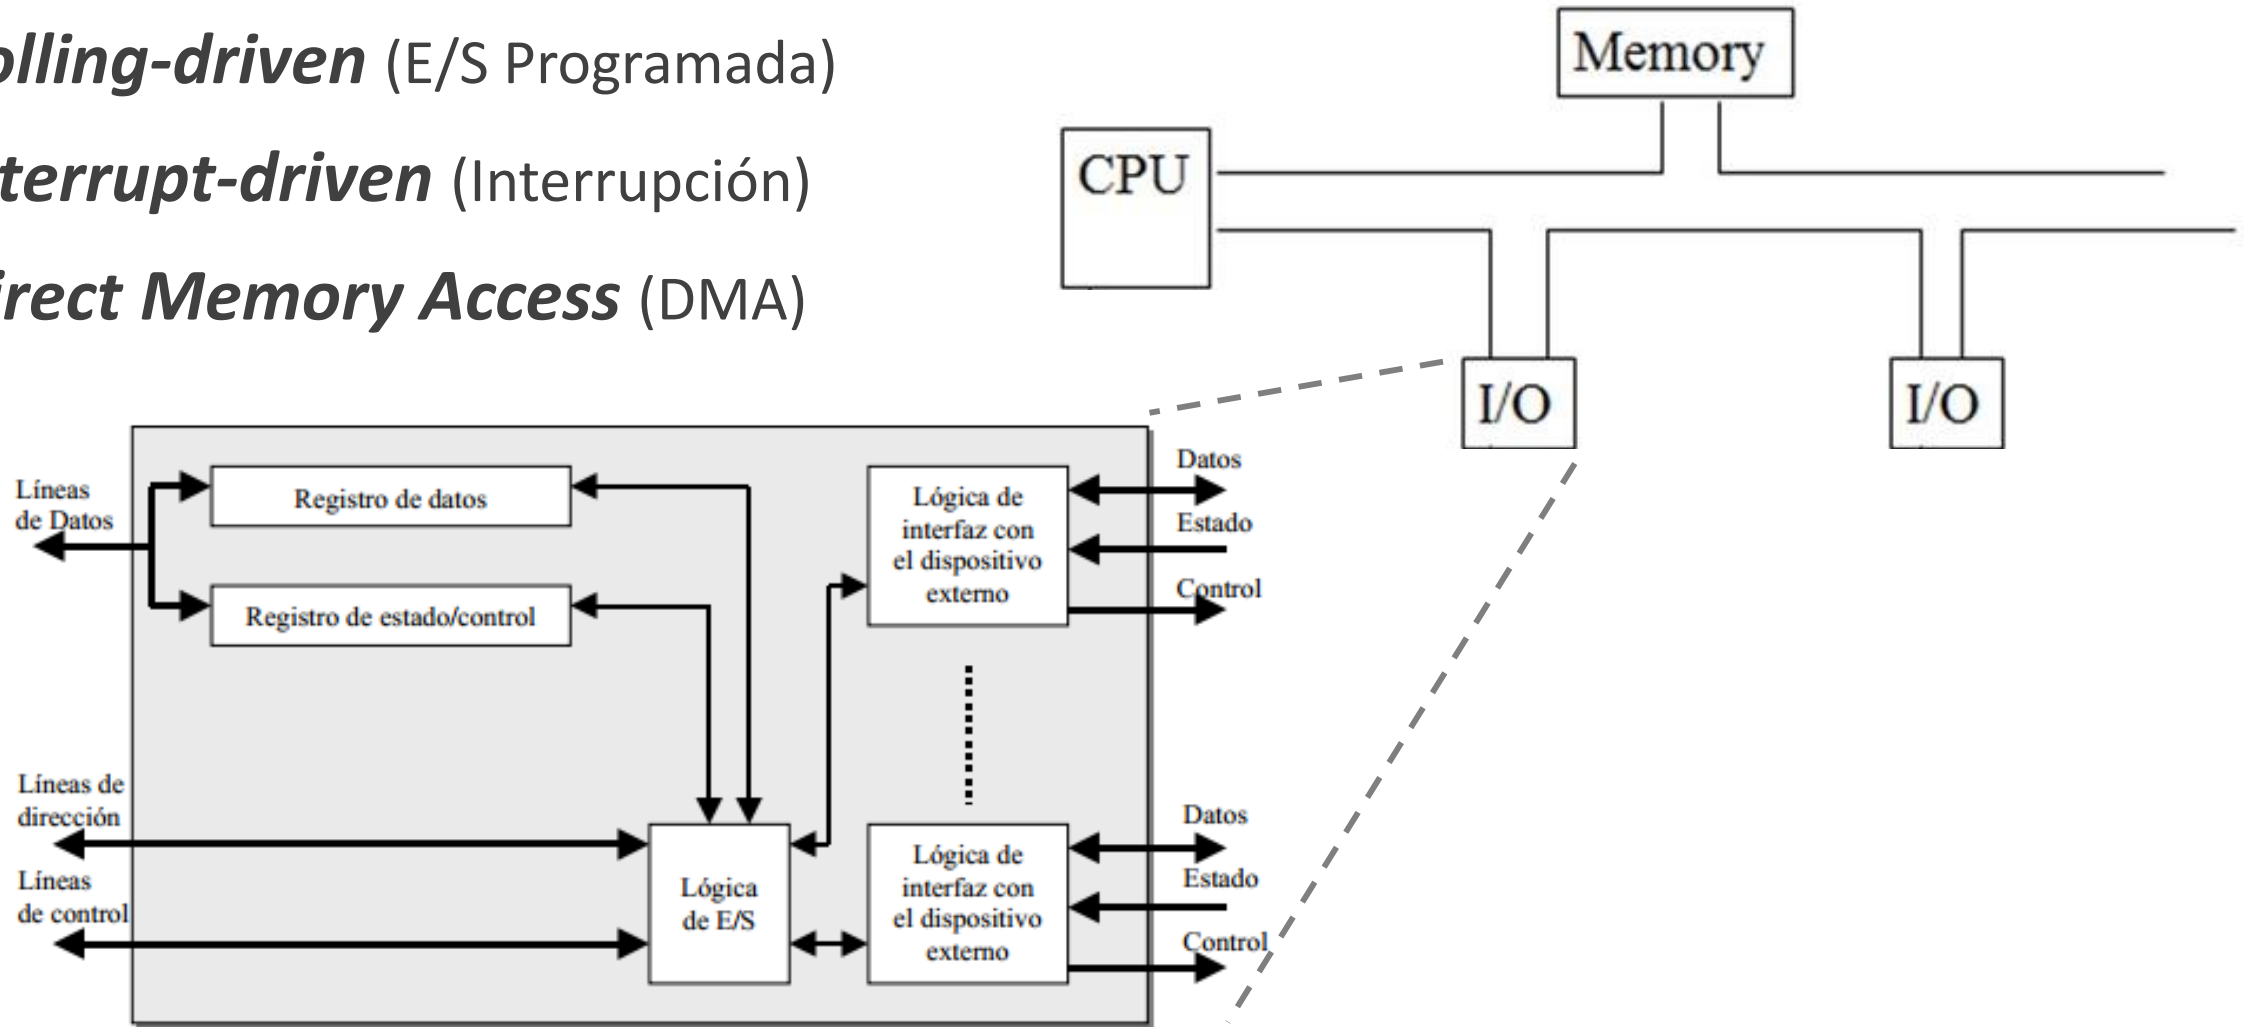 olling-driven (E/S Programada)
terrupt-driven (Interrupción)
irect Memory Access (DMA)
Memory
CPU
I/O
I/O
Líneas
de Datos
Registro de datos
Registro de estado/control
Líneas de
dirección
Líneas
de control
Lógica
de E/S
Lógica de
interfaz con
el dispositivo
externo
Datos
Estado
Control
Lógica de
interfaz con
el dispositivo
externo
Datos
Estado
Control